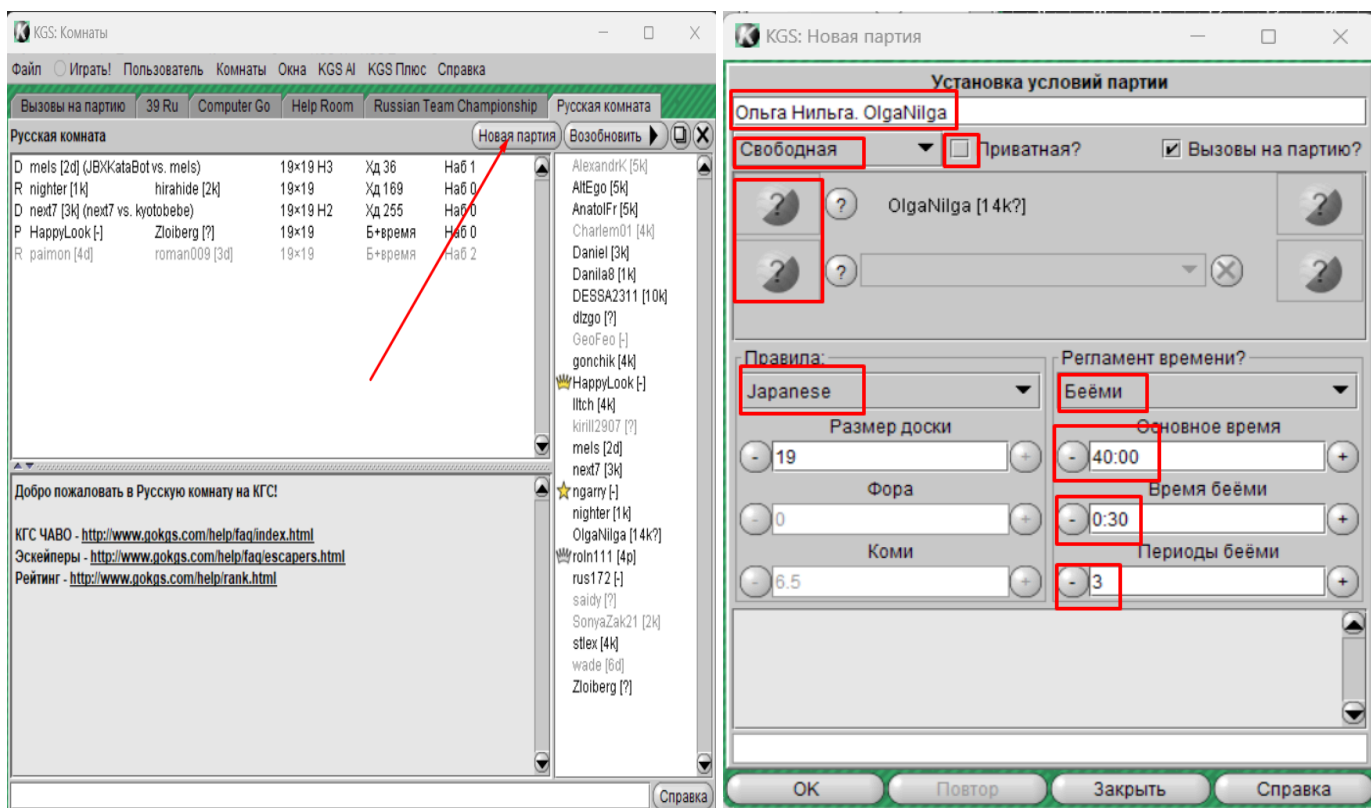 KGS: Комнаты
Файл Играть! Пользователь Комнаты Окна KGS AI KGS Плюс Справка
Вызовы на партию 39 Ru Computer Go Help Room Russian Team Championship Русская комната
Русская комната Новая партия Возобновить
D mels [2d] (JBXKataBot vs. mels) 19×19 H3 Хд 36 Наб 1
R nighter [1k] hirahide [2k] 19×19 Хд 169 Наб 0
D next7 [3k] (next7 vs. kyotobebe) 19×19 H2 Хд 255 Наб 0
P HappyLook [-] Zloiberg [?] 19×19 Б+время Наб 0
R paimon [4d] roman009 [3d] 19×19 Б+время Наб 2
AlexandrK [5k]
AltEgo [5k]
AnatolFr [5k]
Charlem01 [4k]
Daniel [3k]
Danila8 [1k]
DESSA2311 [10k]
dlzgo [?]
GeoFeo [-]
gonchik [4k]
HappyLook [-]
Iltch [4k]
kirill2907 [?]
mels [2d]
next7 [3k]
ngarry [-]
nighter [1k]
OlgaNilga [14k?]
roln111 [4p]
rus172 [-]
saidy [?]
SonyaZak21 [2k]
stlex [4k]
wade [6d]
Zloiberg [?]
Добро пожаловать в Русскую комнату на КГС!
КГС ЧАВО - http://www.gokgs.com/help/faq/index.html
Эскейперы - http://www.gokgs.com/help/faq/escapers.html
Рейтинг - http://www.gokgs.com/help/rank.html
Справка
KGS: Новая партия
Установка условий партии
Ольга Нильга. OlgaNilga
Свободная Приватная? Вызовы на партию?
? ? OlgaNilga [14k?] ?
? ? ?
Правила: Регламент времени?
Japanese Беёми
Размер доски Основное время
- 19 + - 40:00 +
Фора Время беёми
- 0 + - 0:30 +
Коми Периоды беёми
- 6.5 + - 3 +
OK Повтор Закрыть Справка